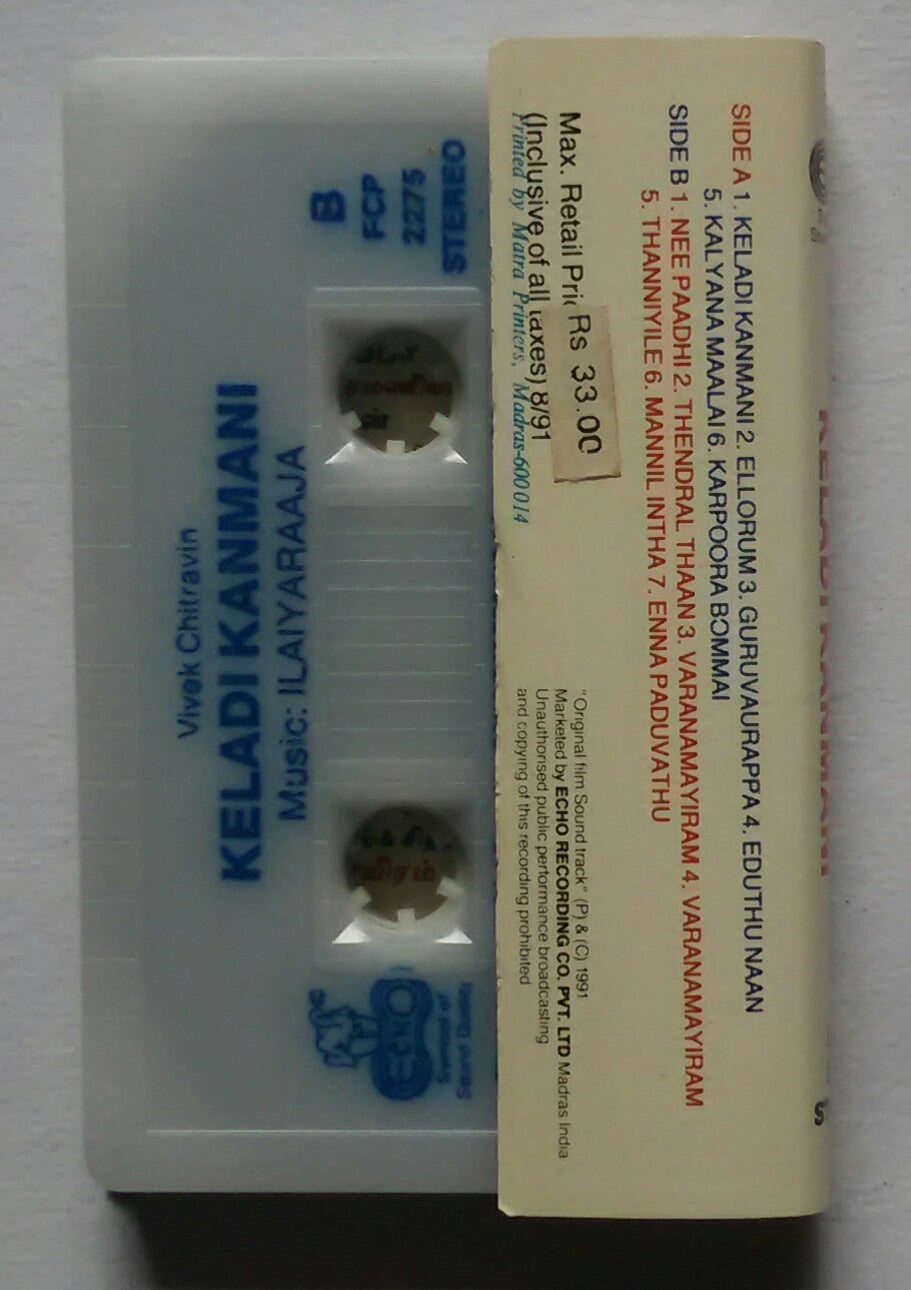 SIDE A 1. KELADI KANMANI 2. ELLORUM 3. GURUVAURAPPA 4. EDUTHU NAAN
5. KALYANA MAALAI 6. KARPOORA BOMMAI
SIDE B 1. NEE PAADHI 2. THENDRAL THAAN 3. VARANAMAYIRAM 4. VARANAMAYIRAM
5. THANNIYILE 6. MANNIL INTHA 7. ENNA PADUVATHU
Max. Retail Pri Rs 33.00
(Inclusive of all taxes) 8/91
Printed by Matra Printers, Madras-600014
"Original film Sound track" (P) & (C) 1991
Marketed by ECHO RECORDING CO. PVT. LTD Madras India
Unauthorised public performance broadcasting
and copying of this recording prohibited
KELADI KANMANI
STEREO
22275
FCP
B
Vivek Chitravin
KELADI KANMANI
Music: ILAIYARAAJA
ECHO